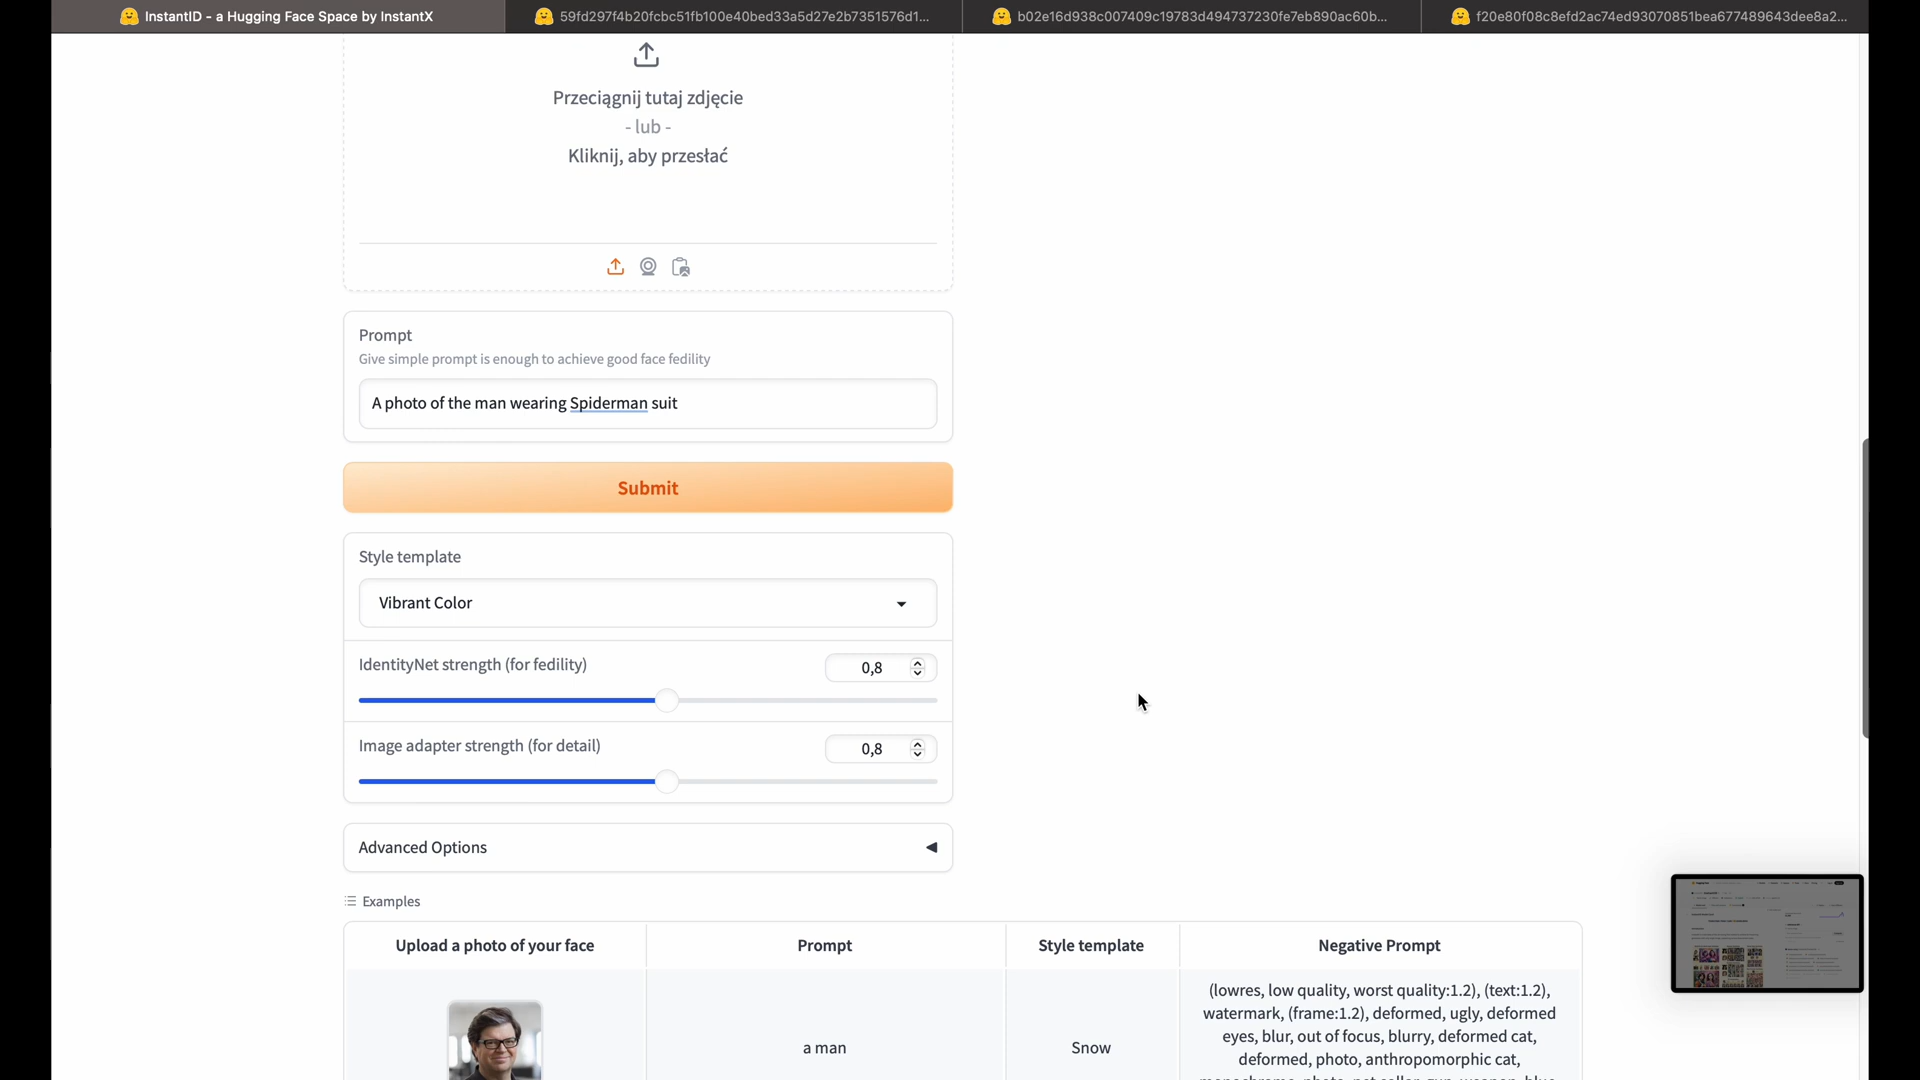 InstantID - a Hugging Face Space by InstantX
59fd297f4b20fcbc51fb100e40bed33a5d27e2b7351576d1...
b02e16d938c007409c19783d494737230fe7eb890ac60b...
f20e80f08c8efd2ac74ed93070851bea677489643dee8a2...
Przeciągnij tutaj zdjęcie
- lub -
Kliknij, aby przesłać
Prompt
Give simple prompt is enough to achieve good face fedility
A photo of the man wearing Spiderman suit
Submit
Style template
Vibrant Color
IdentityNet strength (for fedility)
0,8
Image adapter strength (for detail)
0,8
Advanced Options
Examples
Upload a photo of your face
Prompt
Style template
Negative Prompt
a man
Snow
(lowres, low quality, worst quality:1.2), (text:1.2),
watermark, (frame:1.2), deformed, ugly, deformed
eyes, blur, out of focus, blurry, deformed cat,
deformed, photo, anthropomorphic cat,